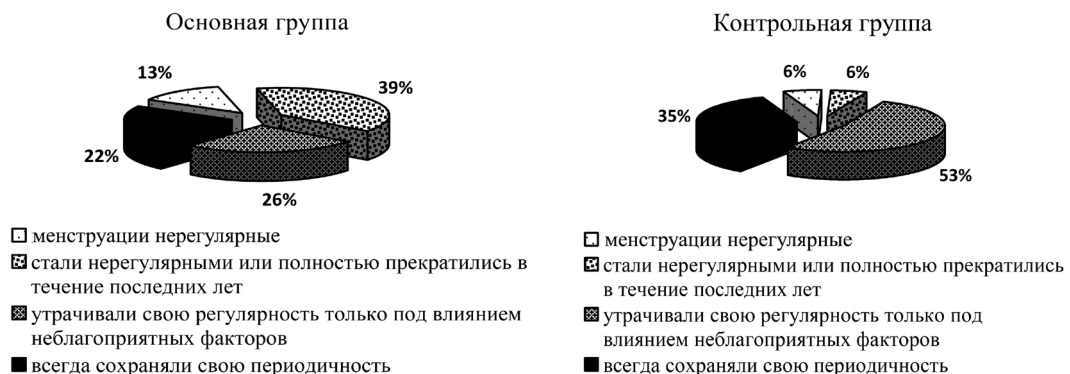 Основная группа
13%
39%
22%
26%
менструации нерегулярные
стали нерегулярными или полностью прекратились в
течение последних лет
утрачивали свою регулярность только под влиянием
неблагоприятных факторов
всегда сохраняли свою периодичность
Контрольная группа
6%
6%
35%
53%
менструации нерегулярные
стали нерегулярными или полностью прекратились
в течение последних лет
утрачивали свою регулярность только под
влиянием неблагоприятных факторов
всегда сохраняли свою периодичность